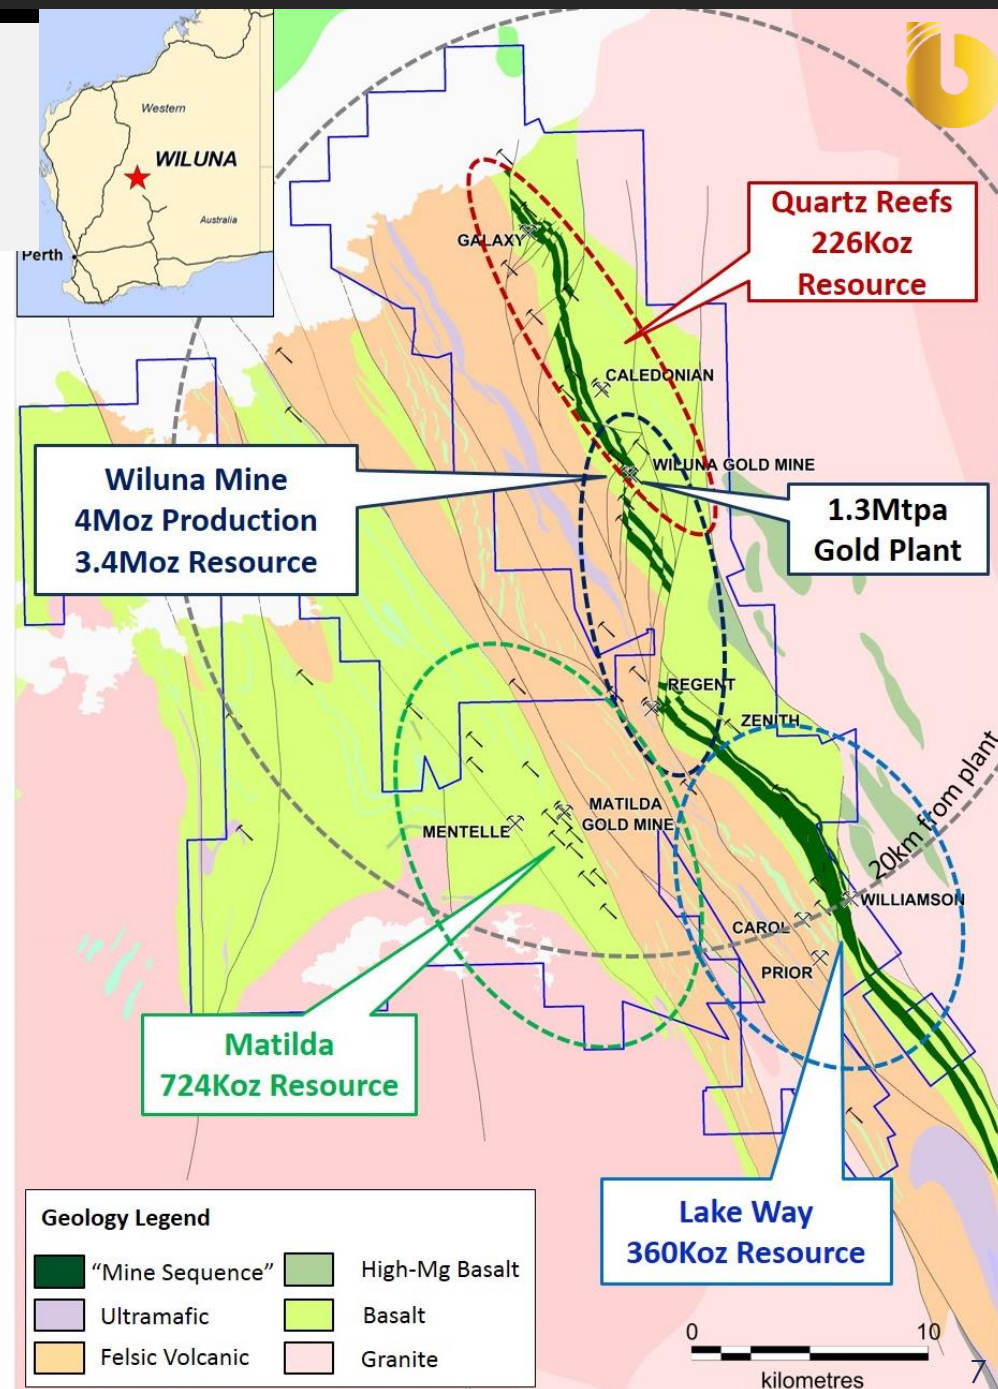 Western
WILUNA
Australia
Perth
Quartz Reefs
226Koz
Resource
GALAXY
CALEDONIAN
WILUNA GOLD MINE
Wiluna Mine
4Moz Production
3.4Moz Resource
1.3Mtpa
Gold Plant
REGENT
ZENITH
20km from plant
MATILDA
GOLD MINE
MENTELLE
WILLIAMSON
CAROL
PRIOR
Matilda
724Koz Resource
Lake Way
360Koz Resource
Geology Legend
“Mine Sequence”
High-Mg Basalt
Ultramafic
Basalt
Felsic Volcanic
Granite
0 10
kilometres
7